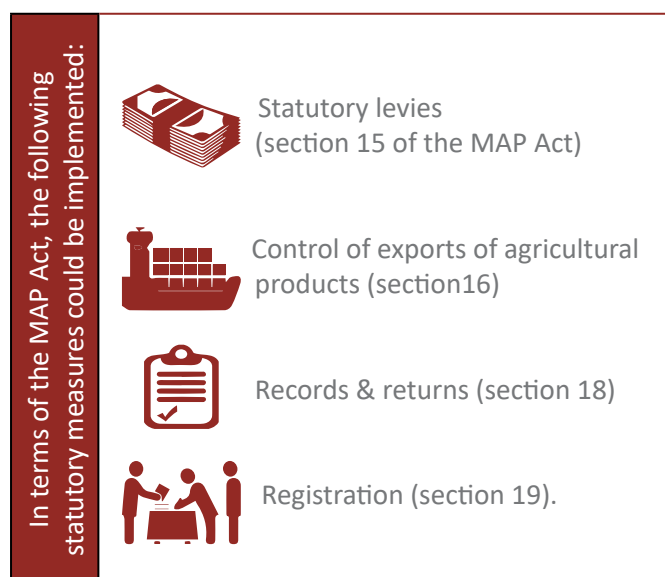 In terms of the MAP Act, the following
statutory measures could be implemented:
Statutory levies
(section 15 of the MAP Act)
Control of exports of agricultural
products (section16)
Records & returns (section 18)
Registration (section 19).